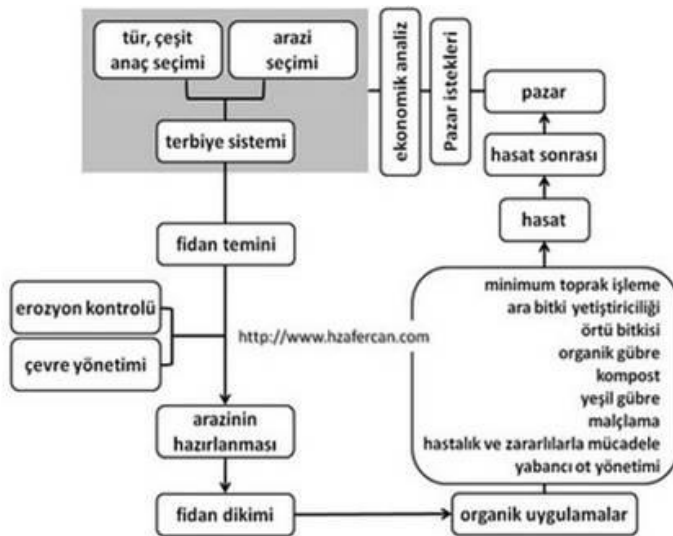 tür, çeşit
anaç seçimi
arazi
seçimi
terbiye sistemi
ekonomik analiz
Pazar istekleri
pazar
hasat sonrası
hasat
fidan temini
erozyon kontrolü
çevre yönetimi
http://www.hzafercan.com
minimum toprak işleme
ara bitki yetiştiriciliği
örtü bitkisi
organik gübre
kompost
yeşil gübre
malçlama
hastalık ve zararlılarla mücadele
yabancı ot yönetimi
arazinin
hazırlanması
fidan dikimi
organik uygulamalar